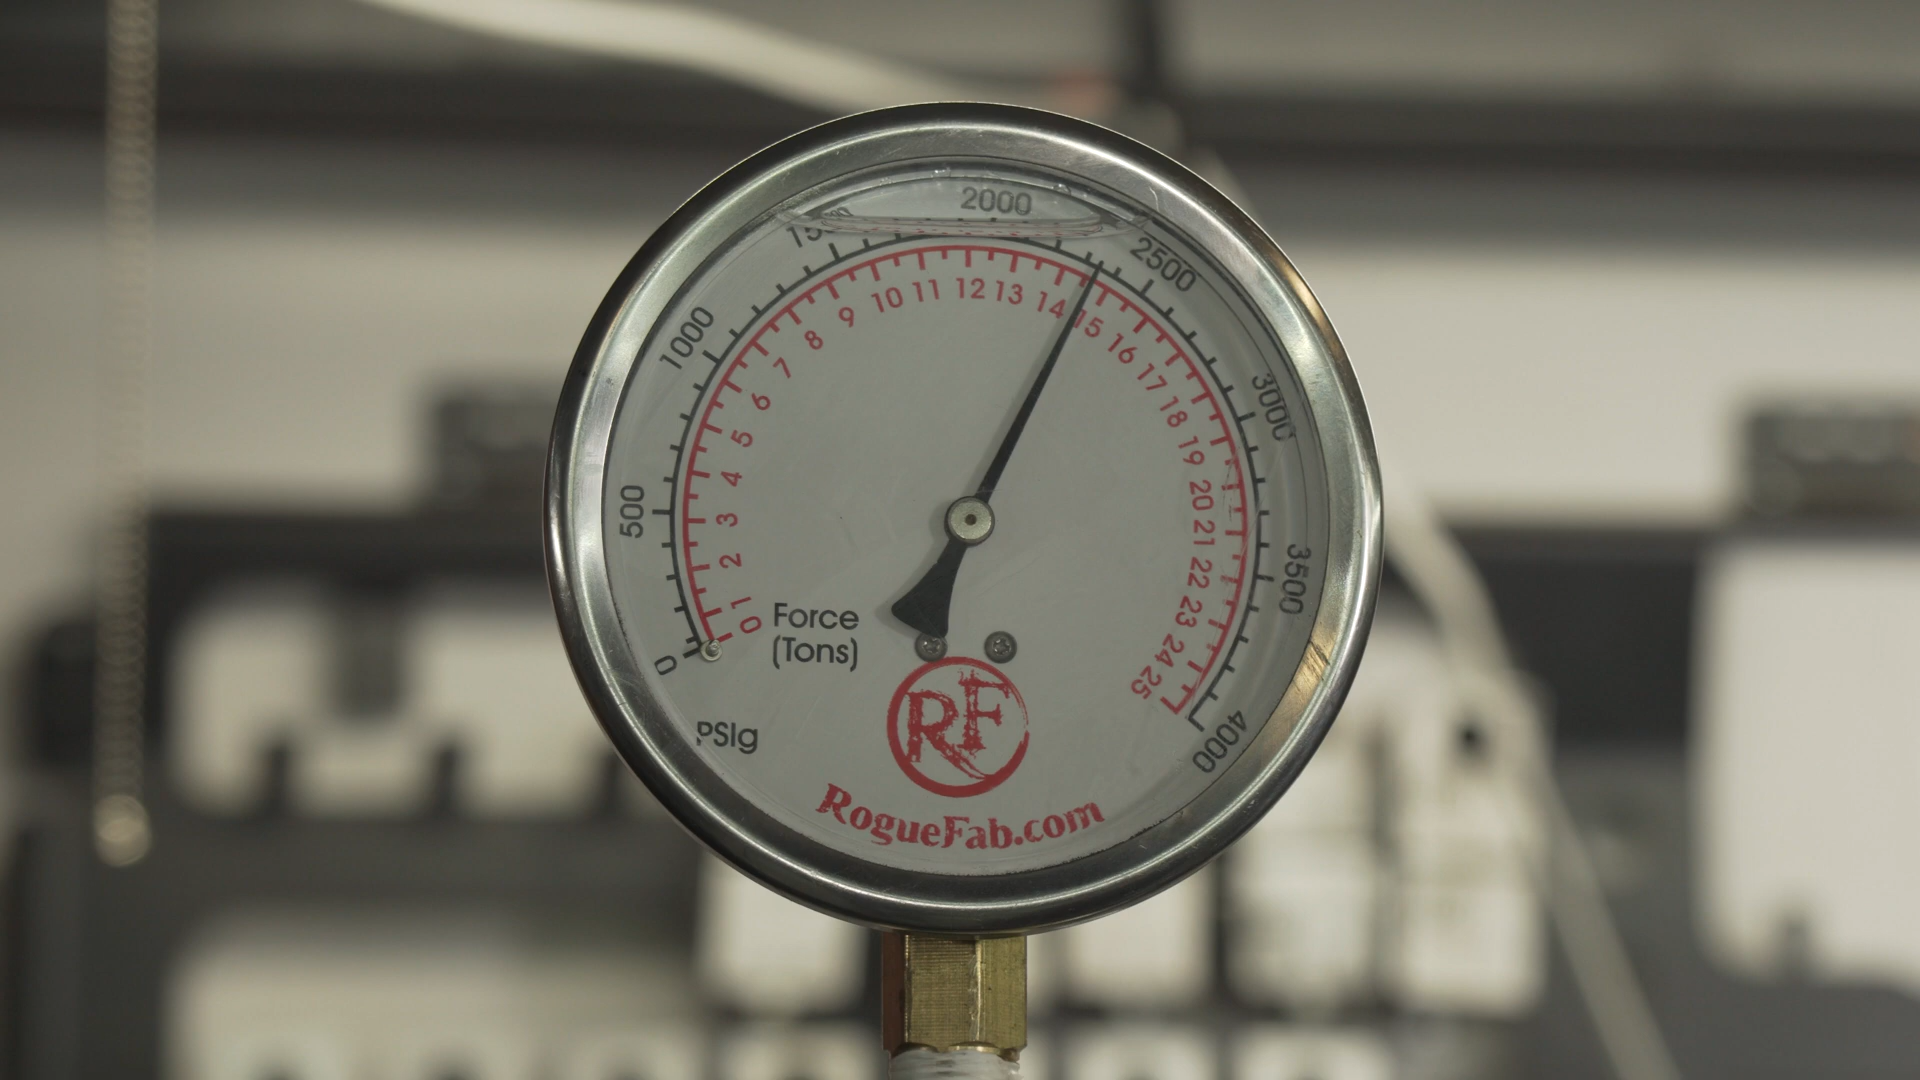 0
500
1000
2000
2500
3000
3500
4000
0 1 2 3 4 5 6 7 8 9 10 11 12 13 14 15 16 17 18 19 20 21 22 23 24 25
Force
(Tons)
PSIg
RF
RogueFab.com